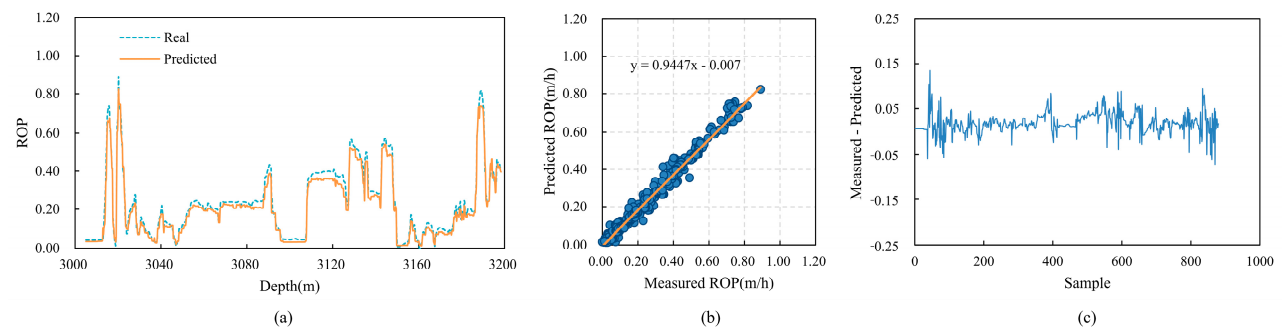 1.20
1.00
0.80
0.60
0.40
0.20
0.00
ROP
Real
Predicted
3000 3040 3080 3120 3160 3200
Depth(m)
(a)
1.20
1.00
0.80
0.60
0.40
0.20
0.00
Predicted ROP(m/h)
y = 0.9447x - 0.007
0.00 0.20 0.40 0.60 0.80 1.00 1.20
Measured ROP(m/h)
(b)
0.25
0.15
0.05
-0.05
-0.15
-0.25
Measured - Predicted
0 200 400 600 800 1000
Sample
(c)